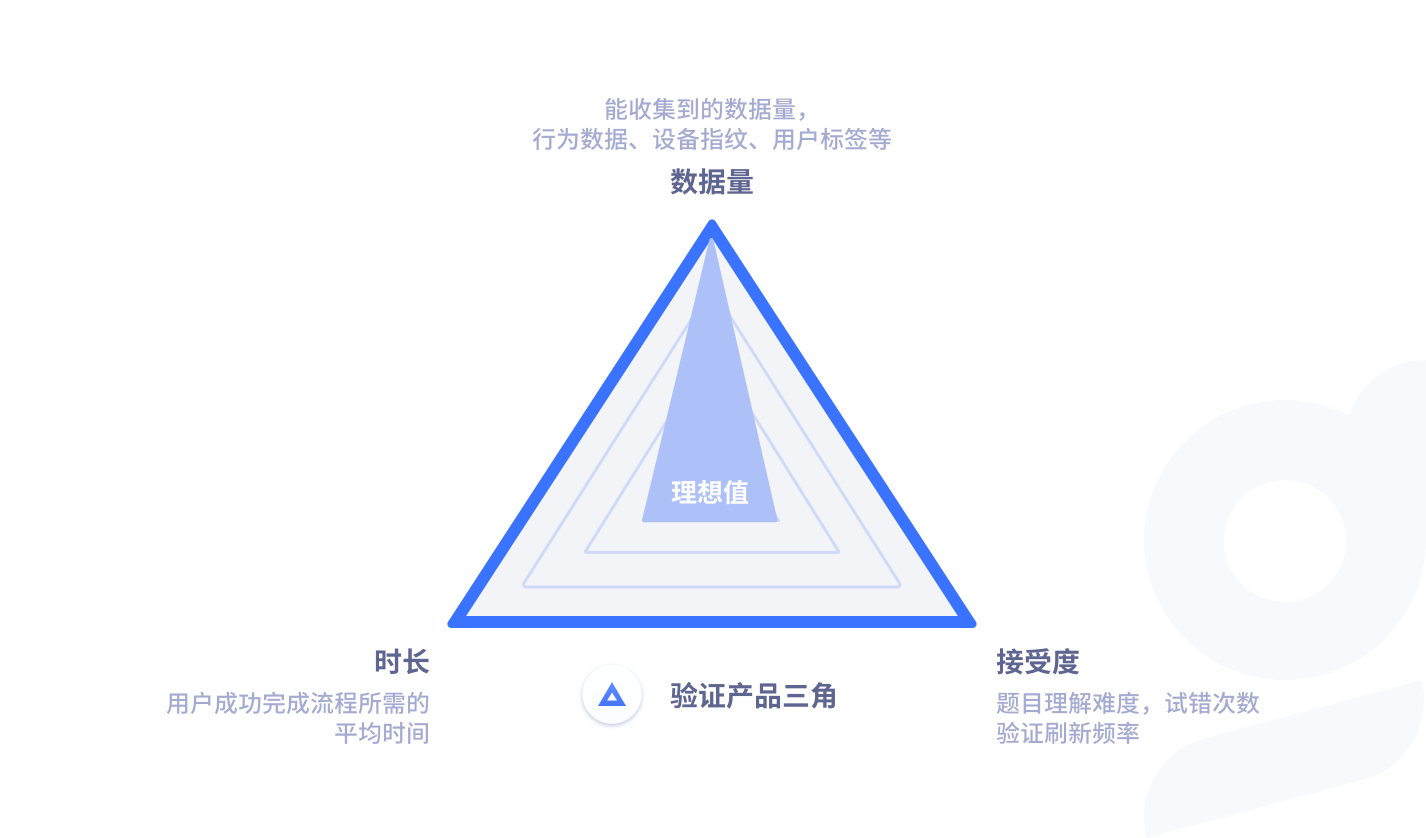 能收集到的数据量，
行为数据、设备指纹、用户标签等
数据量
理想值
时长
用户成功完成流程所需的
平均时间
验证产品三角
接受度
题目理解难度，试错次数
验证刷新频率